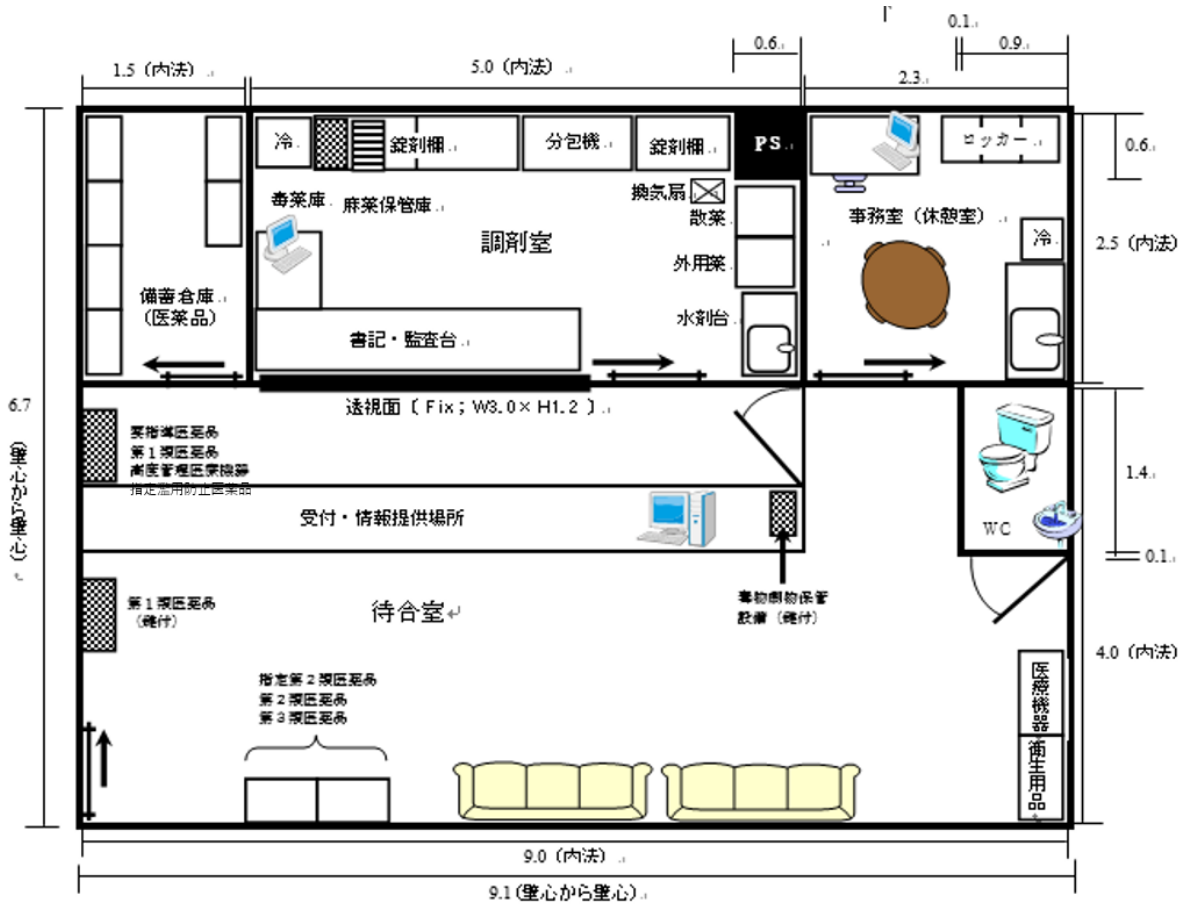 0.1
0.6
0.9
1.5（内法）
5.0（内法）
2.3
冷
錠剤棚
分包機
錠剤棚
PS
ロッカー
0.6
毒薬庫
麻薬保管庫
換気扇
散薬
事務室（休憩室）
調剤室
冷
2.5（内法）
外用薬
備蓄倉庫
（医薬品）
水剤台
書記・監査台
6.7
（壁心から壁心）
透視面〔Fix；W3.0×H1.2〕
要指導医薬品
第１類医薬品
高度管理医療機器
指定濫用防止医薬品
1.4
受付・情報提供場所
WC
0.1
第１類医薬品
（鍵付）
待合室
毒物劇物保管
設備（鍵付）
4.0（内法）
指定第２類医薬品
第２類医薬品
第３類医薬品
医療機器
衛生用品
9.0（内法）
9.1(壁心から壁心)